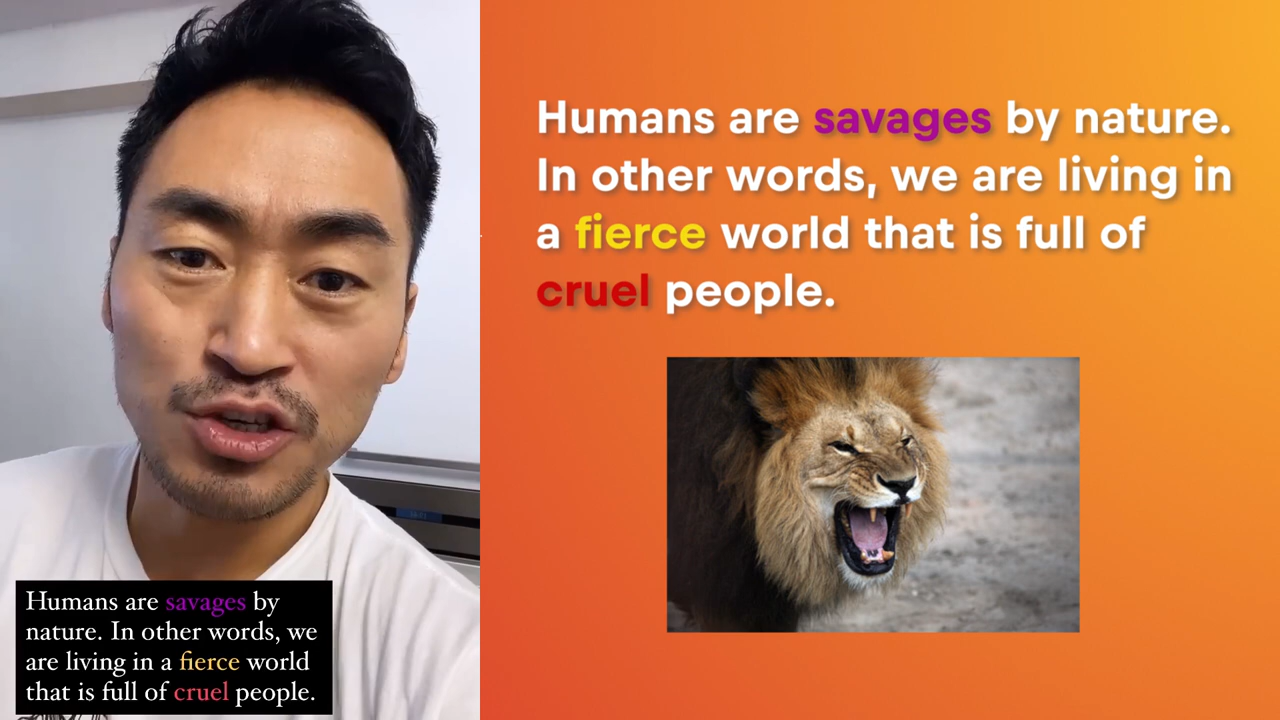 Humans are savages by nature.
In other words, we are living in
a fierce world that is full of
cruel people.
Humans are savages by
nature. In other words, we
are living in a fierce world
that is full of cruel people.